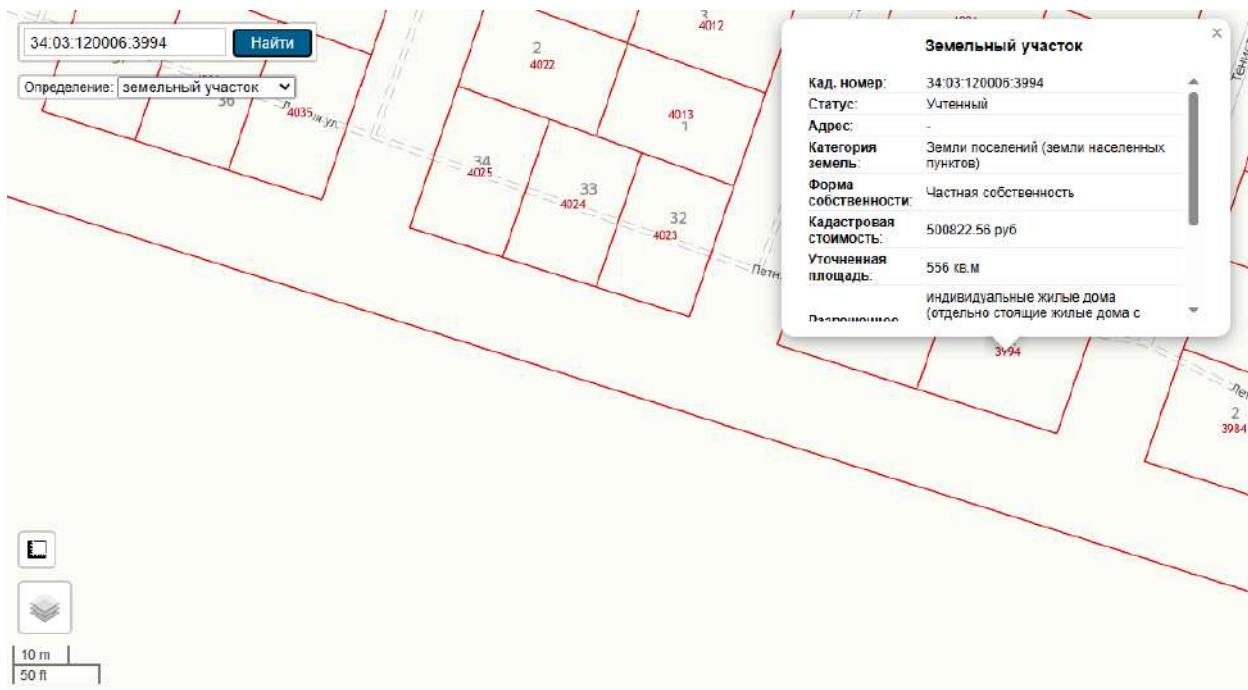 34:03:120006:3994
Найти
Определение: земельный участок
36
4035
2
4022
3
4012
4013
1
34
4025
33
4024
32
4023
Земельный участок
×
Кад. номер: 34:03:120006:3994
Статус: Учтенный
Адрес: -
Категория земель: Земли поселений (земли населенных
пунктов)
Форма собственности: Частная собственность
Кадастровая стоимость: 500822.56 руб
Уточненная площадь: 556 кв.м
индивидуальные жилые дома
(отдельно стоящие жилые дома с
3994
2
3984
10 m
50 ft